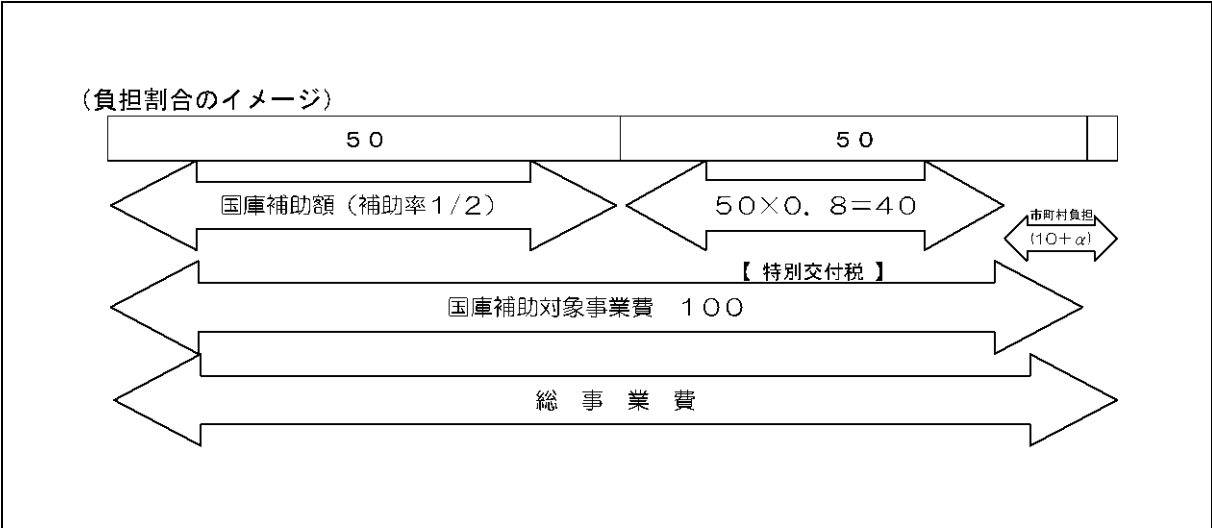 （負担割合のイメージ）
５０　５０
国庫補助額（補助率１/２）　５０×０．８＝４０
市町村負担
（１０＋α）
【 特別交付税 】
国庫補助対象事業費　１００
総　事　業　費